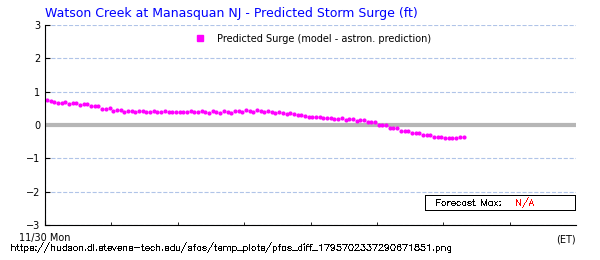 Watson Creek at Manasquan NJ - Predicted Storm Surge (ft)
3
Predicted Surge (model - astron. prediction)
2
1
0
−1
−2
Forecast Max: N/A
−3
11/30 Mon
(ET)
https://hudson.dl.stevens-tech.edu/sfas/temp_plots/pfas_diff_1795702337290671851.png